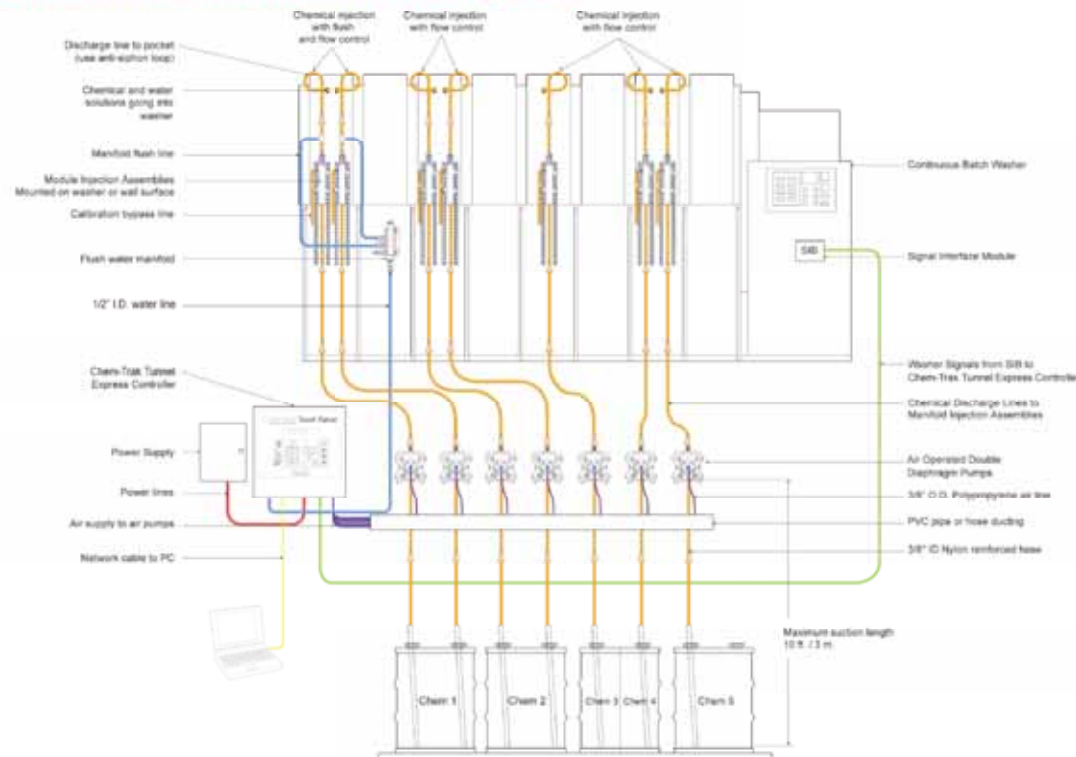 Chemical injection
with flush
and flow control
Chemical injection
with flow control
Chemical injection
with flow control
Discharge line to pocket
(use anti-siphon loop)
Chemical and water
solutions going into
washer
Manifold flush line
Module Injection Assemblies
Mounted on washer or wall surface
Calibration bypass line
Flush water manifold
1/2" I.D. water line
Chem-Trak Tunnel
Express Controller
Power Supply
Power lines
Air supply to air pumps
Network cable to PC
Continuous Batch Washer
SIB
Signal Interface Module
Washer Signals from SIB to
Chem-Trak Tunnel Express Controller
Chemical Discharge Lines to
Manifold Injection Assemblies
Air Operated Double
Diaphragm Pumps
3/8" O.D. Polypropylene air line
PVC pipe or hose ducting
3/8" ID Nylon reinforced hose
Maximum suction length
10 ft. / 3 m.
Chem 1
Chem 2
Chem 3
Chem 4
Chem 5